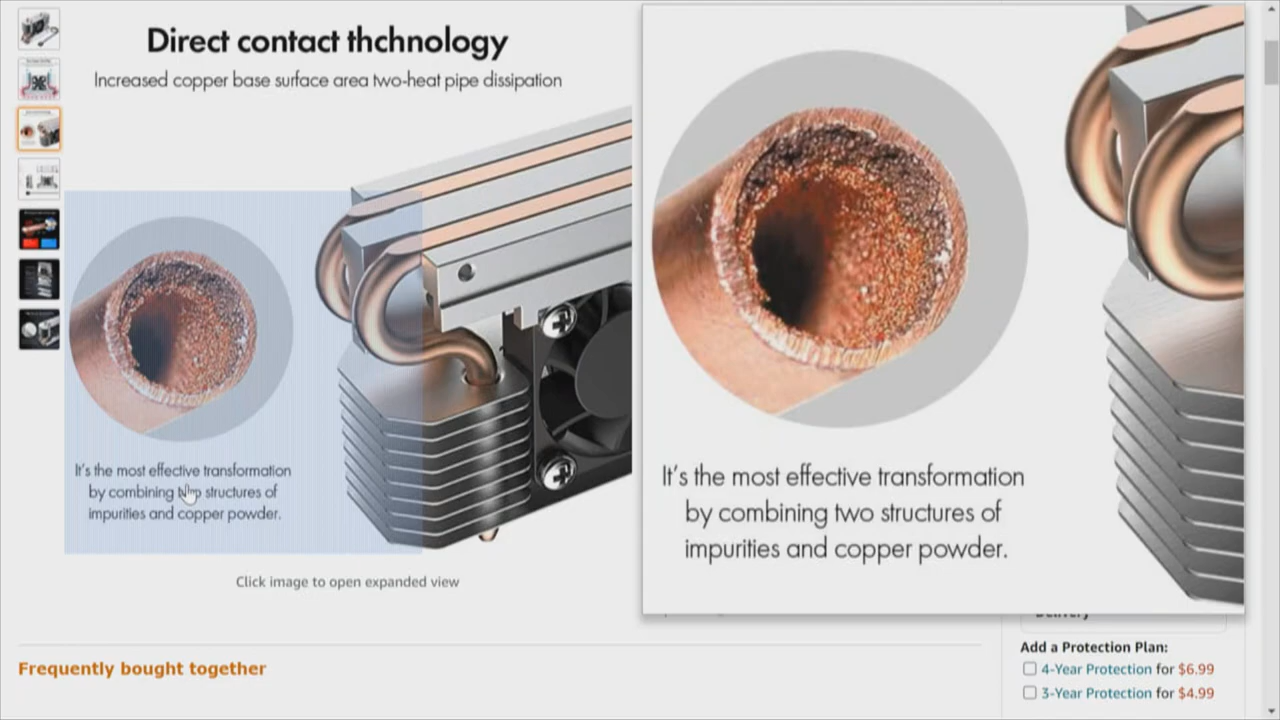 Direct contact thchnology
Increased copper base surface area two-heat pipe dissipation
It's the most effective transformation
by combining two structures of
impurities and copper powder.
It's the most effective transformation
by combining two structures of
impurities and copper powder.
Click image to open expanded view
Delivery
Add a Protection Plan:
4-Year Protection for $6.99
3-Year Protection for $4.99
Frequently bought together